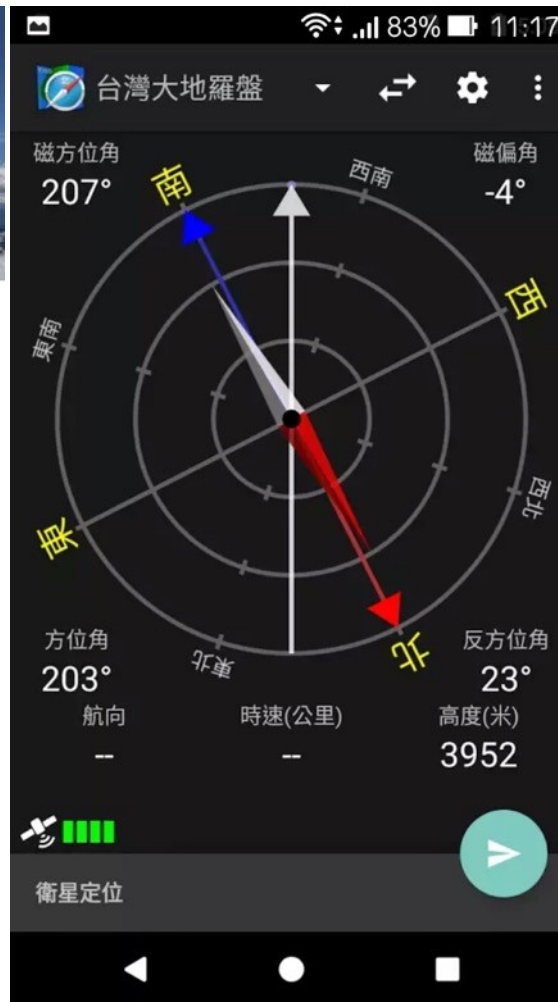 83% 11:17
台灣大地羅盤
磁方位角
207°
磁偏角
-4°
南
西南
西
東南
西北
東
北
東北
方位角
203°
反方位角
23°
航向
--
時速(公里)
--
高度(米)
3952
衛星定位